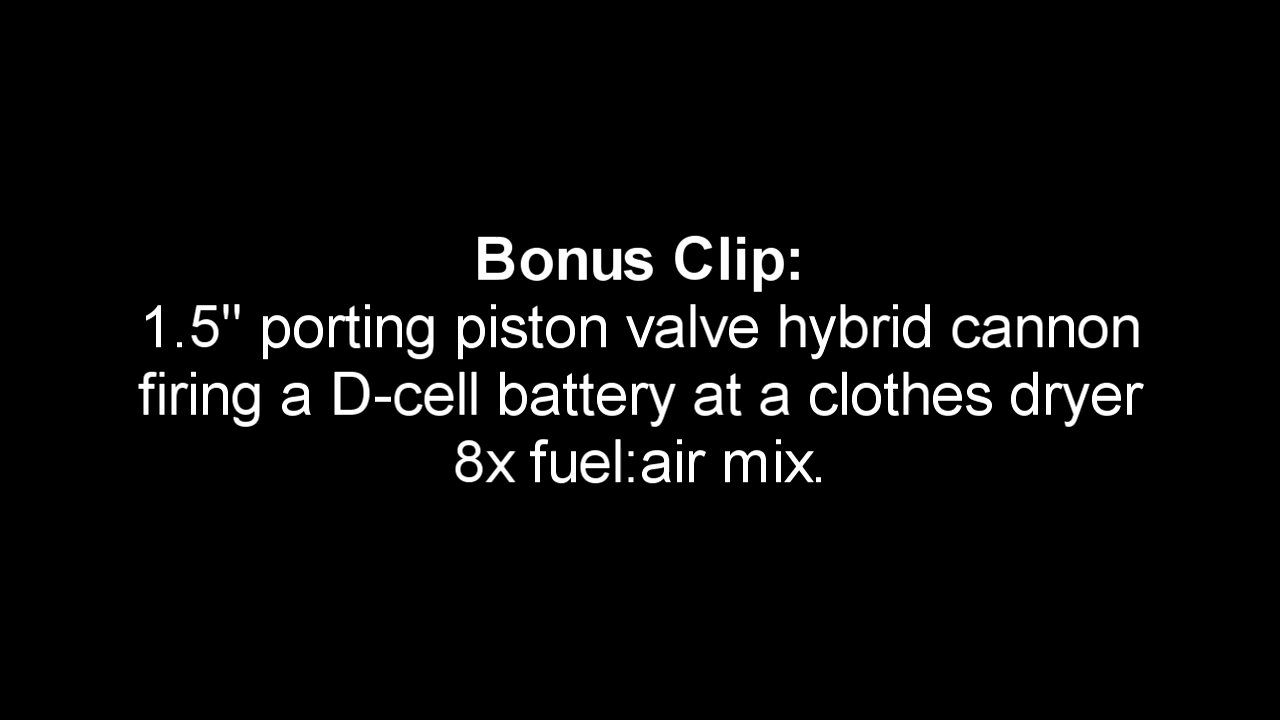 Bonus Clip:
1.5" porting piston valve hybrid cannon
firing a D-cell battery at a clothes dryer
8x fuel:air mix.